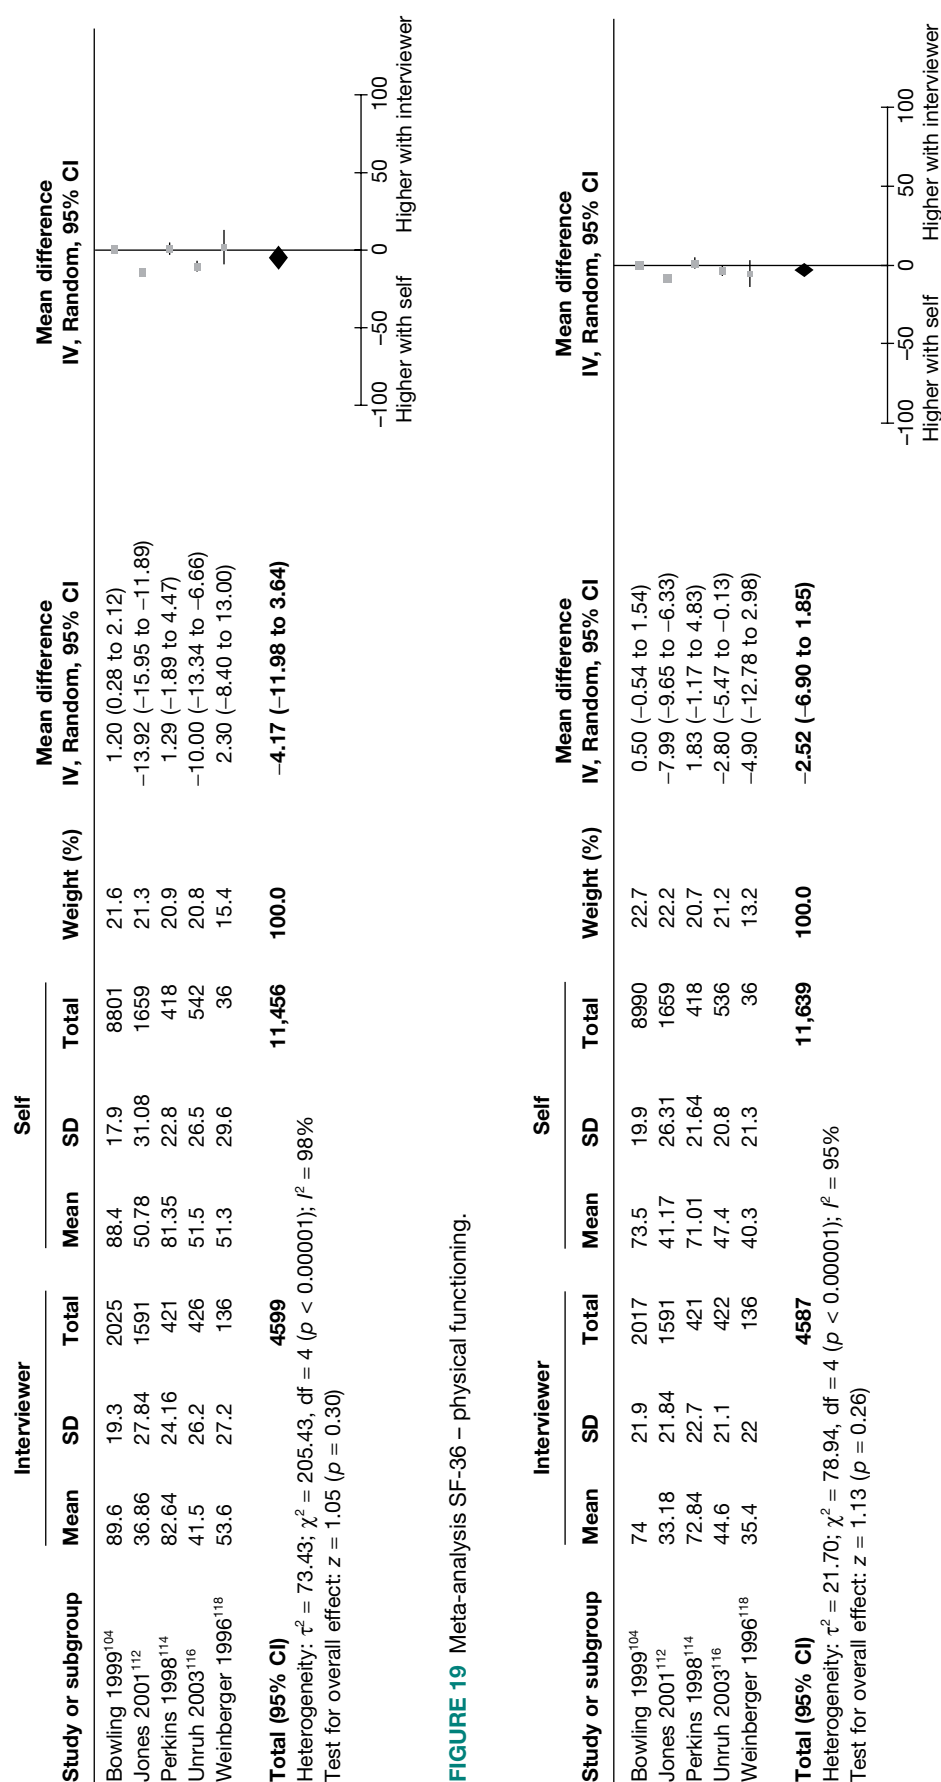 Interviewer Self Mean difference Mean difference
Study or subgroup Mean SD Total Mean SD Total Weight (%) IV, Random, 95% CI IV, Random, 95% CI
Bowling 1999¹⁰⁴ 89.6 19.3 2025 88.4 17.9 8801 21.6 1.20 (0.28 to 2.12)
Jones 2001¹¹² 36.86 27.84 1591 50.78 31.08 1659 21.3 −13.92 (−15.95 to −11.89)
Perkins 1998¹¹⁴ 82.64 24.16 421 81.35 22.8 418 20.9 1.29 (−1.89 to 4.47)
Unruh 2003¹¹⁶ 41.5 26.2 426 51.5 26.5 542 20.8 −10.00 (−13.34 to −6.66)
Weinberger 1996¹¹⁸ 53.6 27.2 136 51.3 29.6 36 15.4 2.30 (−8.40 to 13.00)
Total (95% CI) 4599 11,456 100.0 −4.17 (−11.98 to 3.64)
Heterogeneity: τ² = 73.43; χ² = 205.43, df = 4 (p < 0.00001); I² = 98%
Test for overall effect: z = 1.05 (p = 0.30)
−100 −50 0 50 100
Higher with self Higher with interviewer
FIGURE 19 Meta-analysis SF-36 – physical functioning.
Interviewer Self Mean difference Mean difference
Study or subgroup Mean SD Total Mean SD Total Weight (%) IV, Random, 95% CI IV, Random, 95% CI
Bowling 1999¹⁰⁴ 74 21.9 2017 73.5 19.9 8990 22.7 0.50 (−0.54 to 1.54)
Jones 2001¹¹² 33.18 21.84 1591 41.17 26.31 1659 22.2 −7.99 (−9.65 to −6.33)
Perkins 1998¹¹⁴ 72.84 22.7 421 71.01 21.64 418 20.7 1.83 (−1.17 to 4.83)
Unruh 2003¹¹⁶ 44.6 21.1 422 47.4 20.8 536 21.2 −2.80 (−5.47 to −0.13)
Weinberger 1996¹¹⁸ 35.4 22 136 40.3 21.3 36 13.2 −4.90 (−12.78 to 2.98)
Total (95% CI) 4587 11,639 100.0 −2.52 (−6.90 to 1.85)
Heterogeneity: τ² = 21.70; χ² = 78.94, df = 4 (p < 0.00001); I² = 95%
Test for overall effect: z = 1.13 (p = 0.26)
−100 −50 0 50 100
Higher with self Higher with interviewer